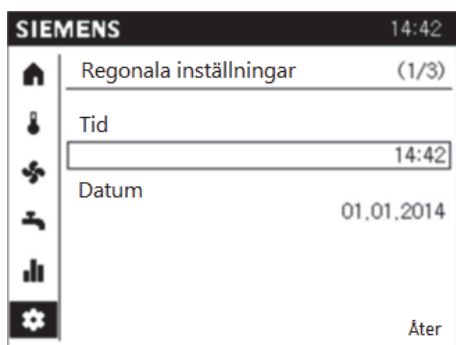 SIEMENS 14:42
Regonala inställningar (1/3)
Tid
14:42
Datum
01.01.2014
Åter